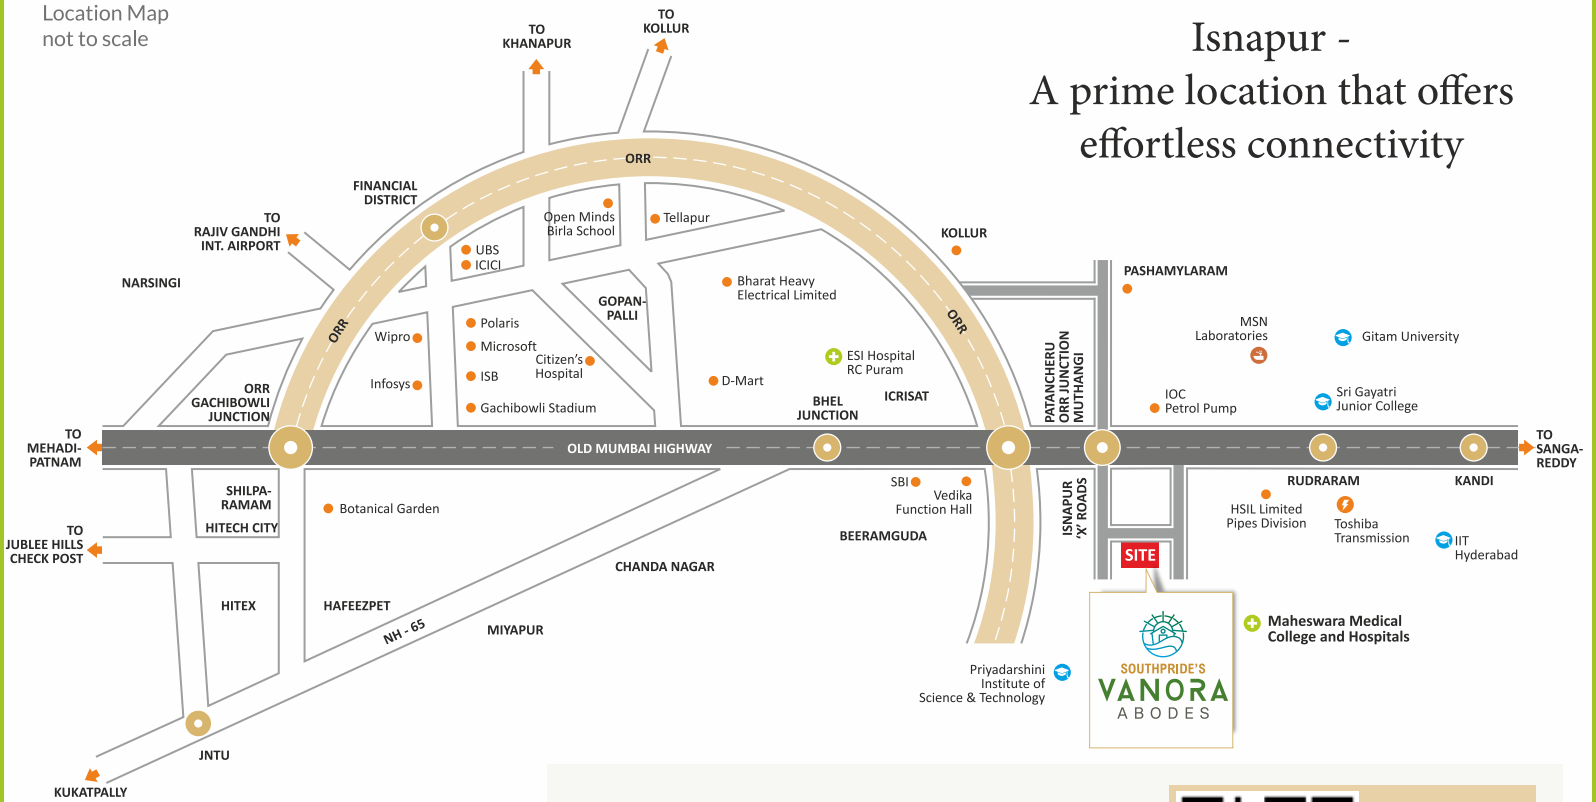 Location Map
not to scale
Isnapur -
A prime location that offers
effortless connectivity
TO
KHANAPUR
TO
KOLLUR
ORR
FINANCIAL
DISTRICT
TO
RAJIV GANDHI
INT. AIRPORT
NARSINGI
Open Minds
Birla School
Tellapur
UBS
ICICI
KOLLUR
PASHAMYLARAM
Bharat Heavy
Electrical Limited
GOPAN-
PALLI
ORR
ORR
Wipro
Polaris
Microsoft
Citizen's
Hospital
Infosys
ISB
Gachibowli Stadium
ESI Hospital
RC Puram
D-Mart
ICRISAT
BHEL
JUNCTION
PATANCHERU
ORR JUNCTION
MUTHANGI
MSN
Laboratories
Gitam University
IOC
Petrol Pump
Sri Gayatri
Junior College
ORR
GACHIBOWLI
JUNCTION
TO
MEHADI-
PATNAM
OLD MUMBAI HIGHWAY
TO
SANGA-
REDDY
SHILPA-
RAMAM
HITECH CITY
Botanical Garden
SBI
Vedika
Function Hall
BEERAMGUDA
ISNAPUR
'X' ROADS
RUDRARAM
KANDI
HSIL Limited
Pipes Division
Toshiba
Transmission
IIT
Hyderabad
TO
JUBLEE HILLS
CHECK POST
SITE
CHANDA NAGAR
HITEX
HAFEEZPET
NH - 65
MIYAPUR
Maheswara Medical
College and Hospitals
Priyadarshini
Institute of
Science & Technology
SOUTHPRIDE'S
VANORA
ABODES
JNTU
KUKATPALLY